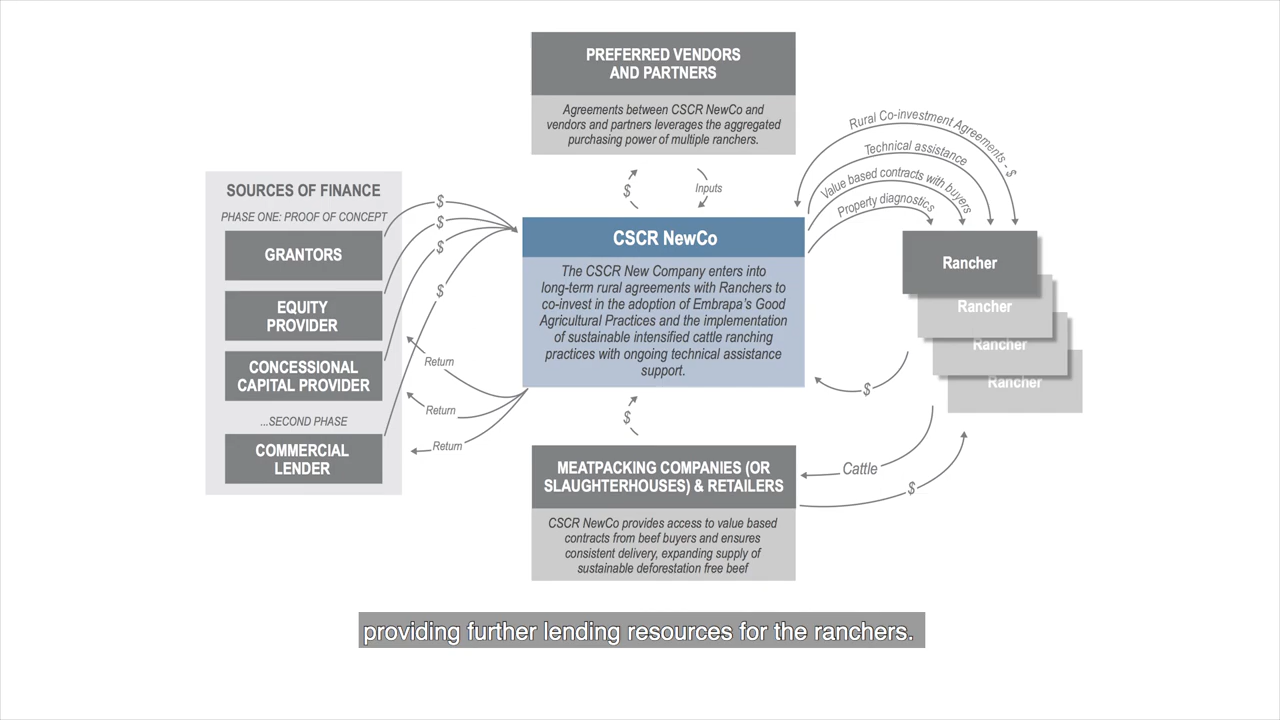 PREFERRED VENDORS
AND PARTNERS
Agreements between CSCR NewCo and
vendors and partners leverages the aggregated
purchasing power of multiple ranchers.
$
Inputs
SOURCES OF FINANCE
PHASE ONE: PROOF OF CONCEPT
GRANTORS
EQUITY
PROVIDER
CONCESSIONAL
CAPITAL PROVIDER
...SECOND PHASE
COMMERCIAL
LENDER
$
$
$
$
Return
Return
Return
CSCR NewCo
The CSCR New Company enters into
long-term rural agreements with Ranchers to
co-invest in the adoption of Embrapa's Good
Agricultural Practices and the implementation
of sustainable intensified cattle ranching
practices with ongoing technical assistance
support.
Rural Co-investment Agreements - $
Technical assistance
Value based contracts with buyers
Property diagnostics
Rancher
Rancher
Rancher
Rancher
$
$
Cattle
$
MEATPACKING COMPANIES (OR
SLAUGHTERHOUSES) & RETAILERS
CSCR NewCo provides access to value based
contracts from beef buyers and ensures
consistent delivery, expanding supply of
sustainable deforestation free beef
providing further lending resources for the ranchers.